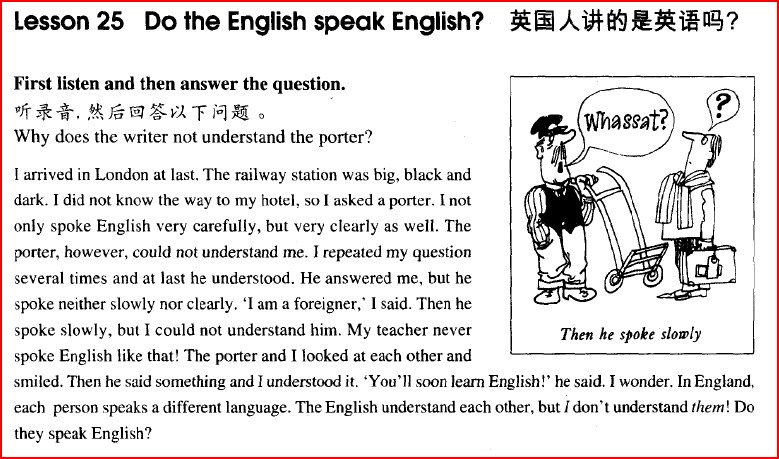 Lesson 25 Do the English speak English? 英国人讲的是英语吗?
First listen and then answer the question.
听录音,然后回答以下问题。
Why does the writer not understand the porter?
I arrived in London at last. The railway station was big, black and
dark. I did not know the way to my hotel, so I asked a porter. I not
only spoke English very carefully, but very clearly as well. The
porter, however, could not understand me. I repeated my question
several times and at last he understood. He answered me, but he
spoke neither slowly nor clearly. 'I am a foreigner,' I said. Then he
spoke slowly, but I could not understand him. My teacher never
spoke English like that! The porter and I looked at each other and
smiled. Then he said something and I understood it. 'You'll soon learn English!' he said. I wonder. In England,
each person speaks a different language. The English understand each other, but I don't understand them! Do
they speak English?
Whassat?
?
Then he spoke slowly